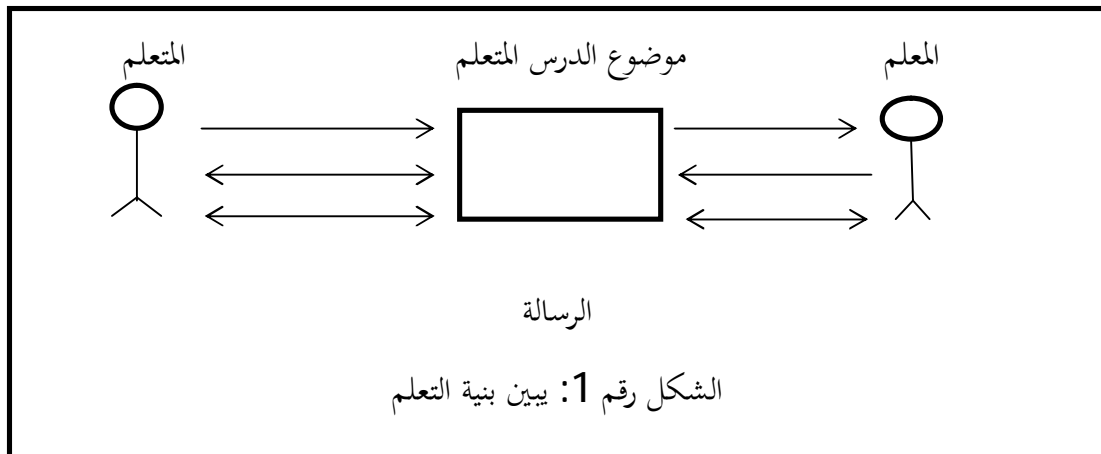 المعلم موضوع الدرس المتعلم المتعلم
الرسالة
الشكل رقم 1: يبين بنية التعلم